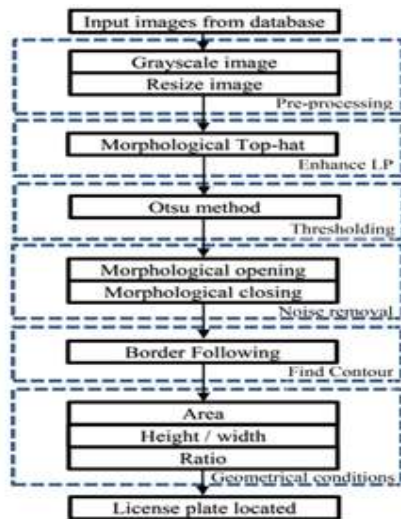 Input images from database
Grayscale image
Resize image
Pre-processing
Morphological Top-hat
Enhance LP
Otsu method
Thresholding
Morphological opening
Morphological closing
Noise removal
Border Following
Find Contour
Area
Height / width
Ratio
Geometrical conditions
License plate located